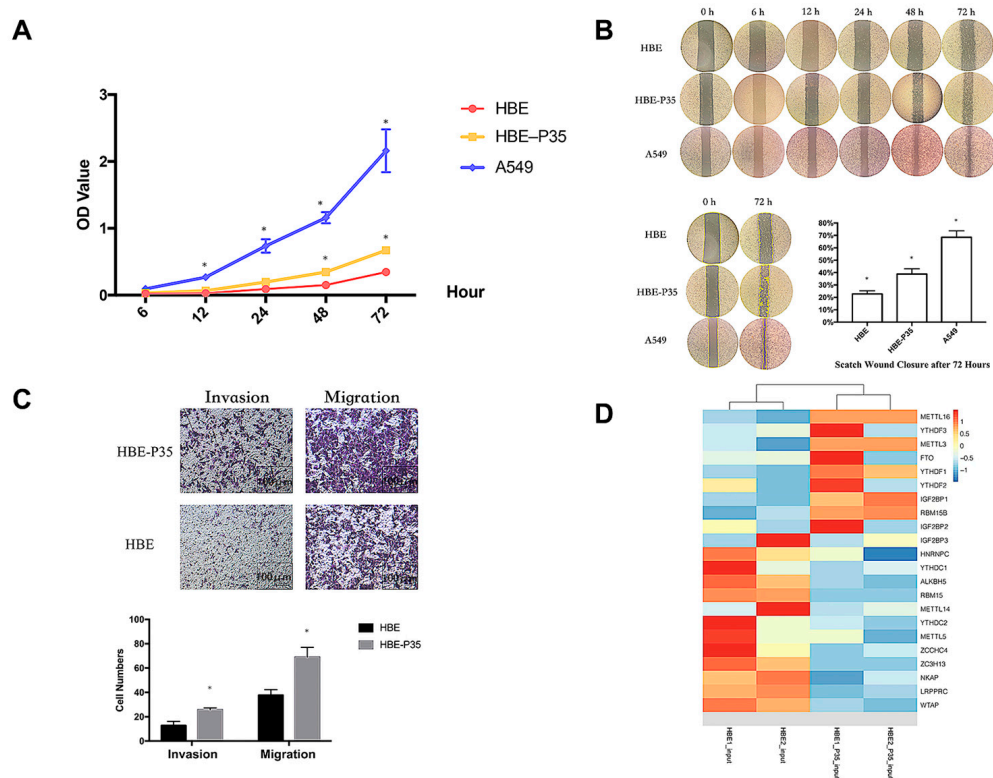 A
3
2
1
0
OD Value
6
12
24
48
72
Hour
HBE
HBE–P35
A549
*
*
*
*
*
*
B
0 h 6 h 12 h 24 h 48 h 72 h
HBE
HBE-P35
A549
0 h 72 h
HBE
HBE-P35
A549
80%
70%
60%
50%
40%
30%
20%
10%
0%
*
*
*
HBE
HBE-P35
A549
Scatch Wound Closure after 72 Hours
C
Invasion Migration
HBE-P35
100μm 100μm
HBE
100μm 100μm
Cell Numbers
100
80
60
40
20
0
*
*
HBE
HBE-P35
Invasion Migration
D
METTL16
YTHDF3
METTL3
FTO
YTHDF1
YTHDF2
IGF2BP1
RBM15B
IGF2BP2
IGF2BP3
HNRNPC
YTHDC1
ALKBH5
RBM15
METTL14
YTHDC2
METTL5
ZCCHC4
ZC3H13
NKAP
LRPPRC
WTAP
1
0.5
0
−0.5
−1
HBE1_input
HBE2_input
HBE1_P35_input
HBE2_P35_input